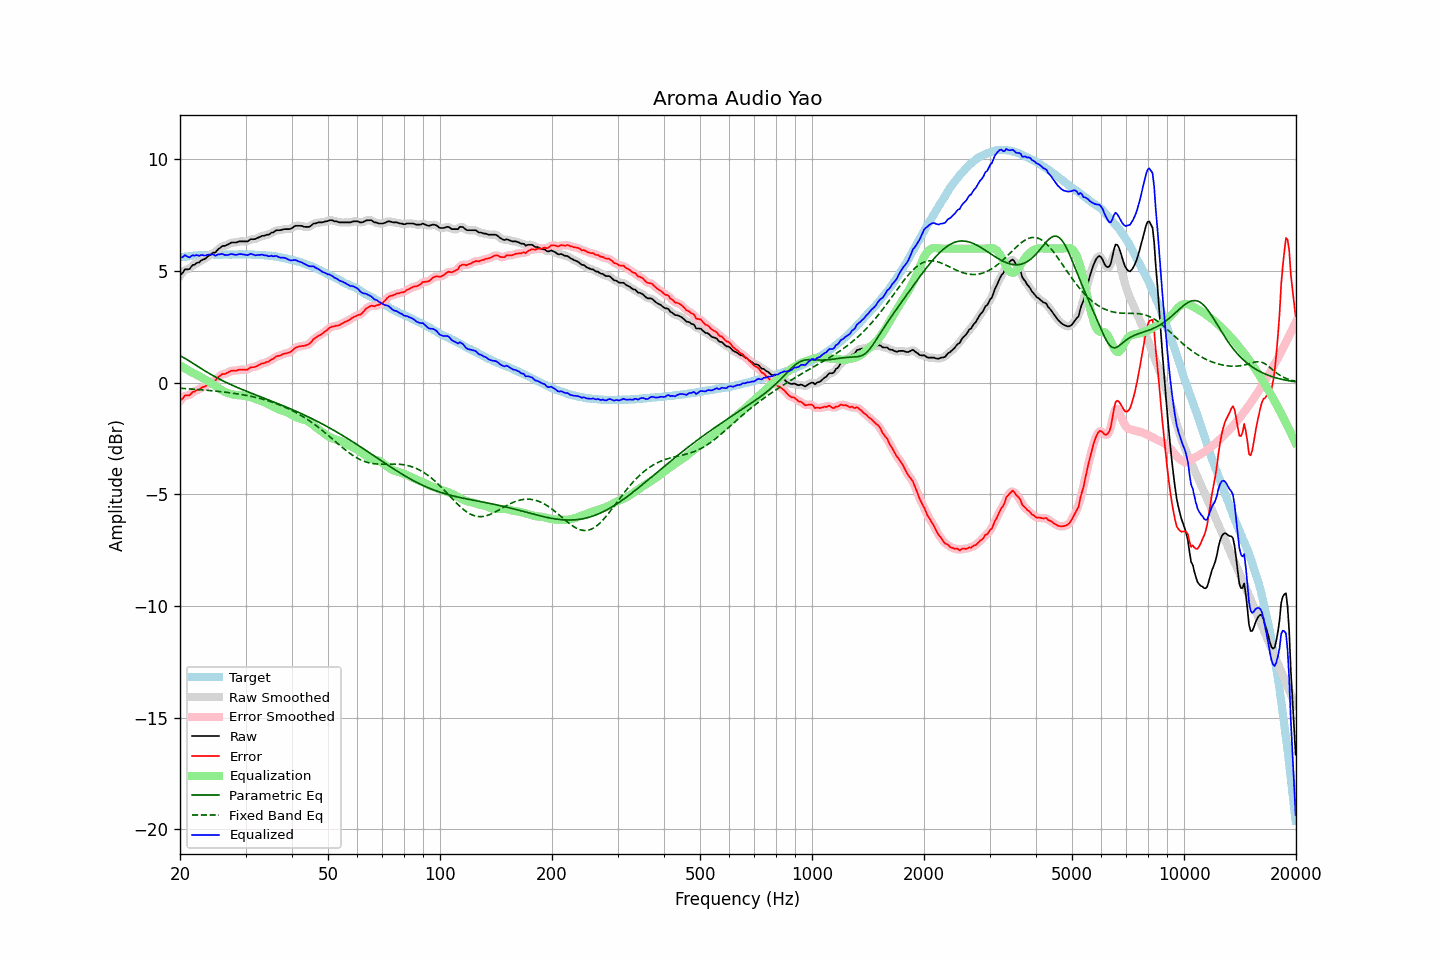 Aroma Audio Yao
Amplitude (dBr)
10
5
0
−5
−10
−15
−20
Target
Raw Smoothed
Error Smoothed
Raw
Error
Equalization
Parametric Eq
Fixed Band Eq
Equalized
20 50 100 200 500 1000 2000 5000 10000 20000
Frequency (Hz)